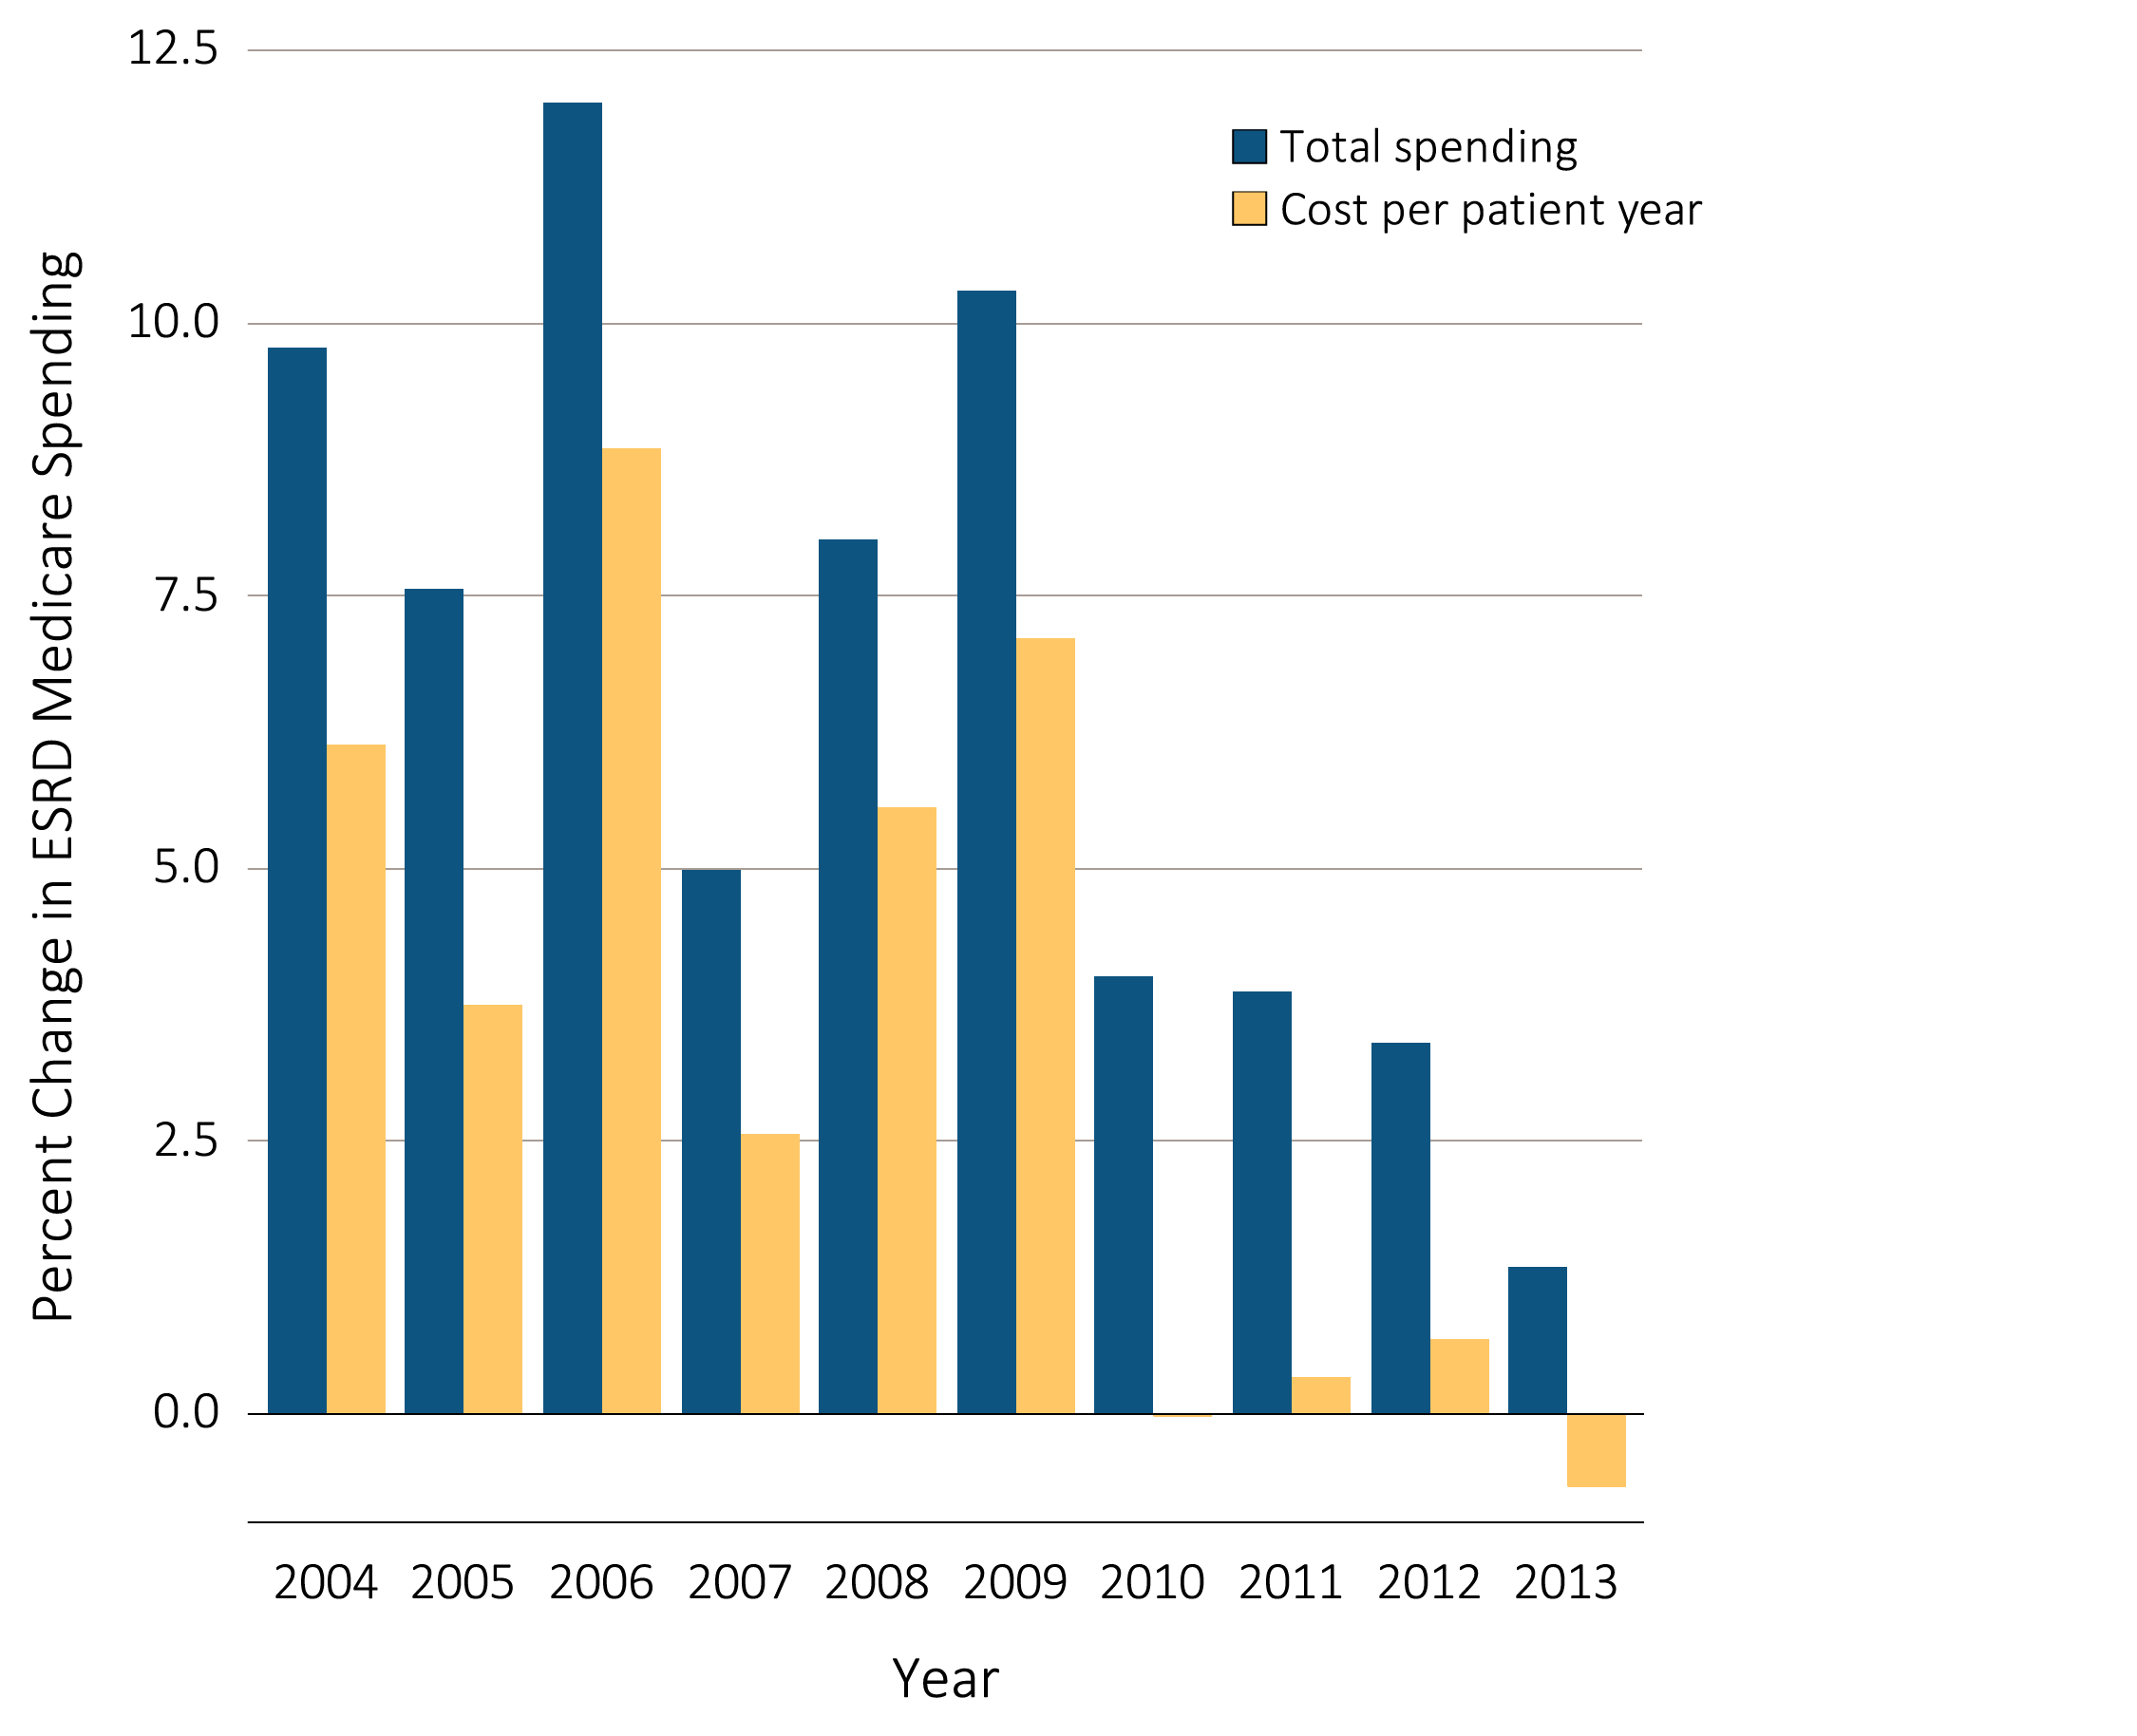 Percent Change in ESRD Medicare Spending
12.5
10.0
7.5
5.0
2.5
0.0
Total spending
Cost per patient year
2004 2005 2006 2007 2008 2009 2010 2011 2012 2013
Year